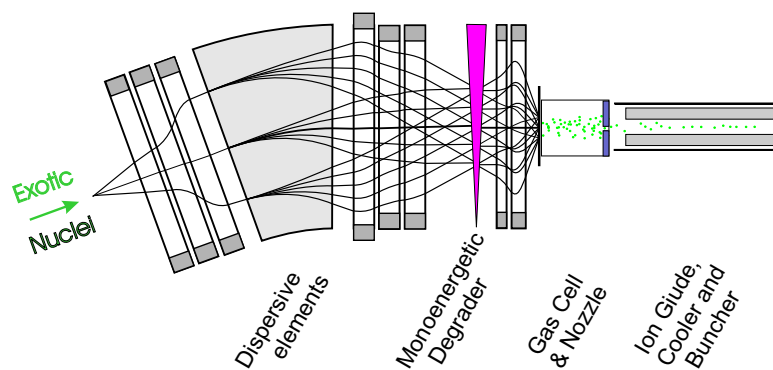 Exotic
Nuclei
Dispersive
elements
Monoenergetic
Degrader
Gas Cell
& Nozzle
Ion Giude,
Cooler and
Buncher